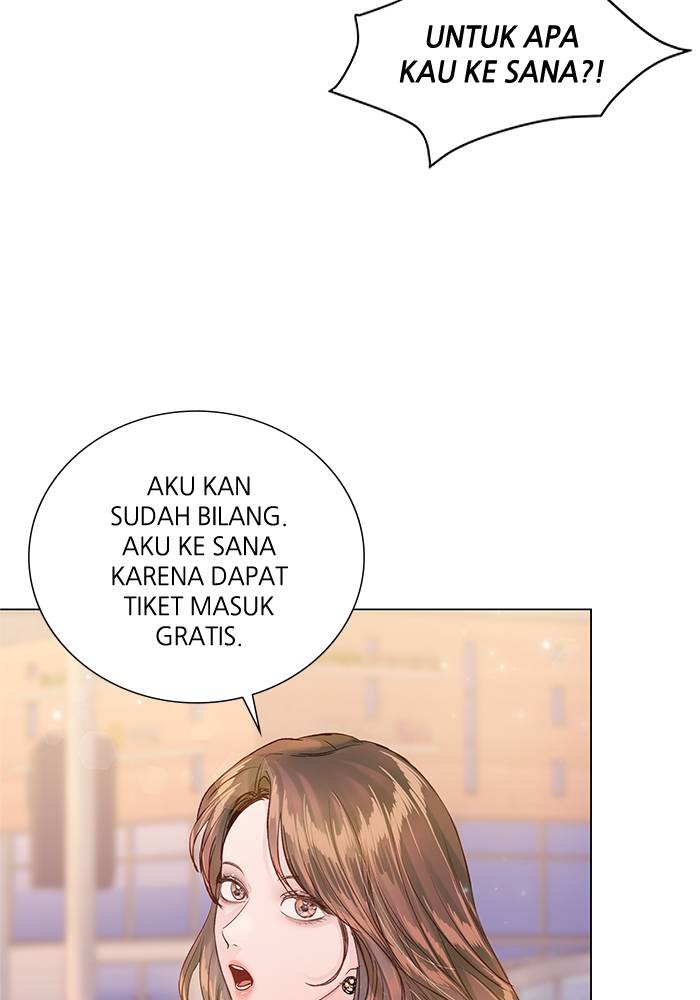 UNTUK APA
KAU KE SANA?!
AKU KAN
SUDAH BILANG.
AKU KE SANA
KARENA DAPAT
TIKET MASUK
GRATIS.